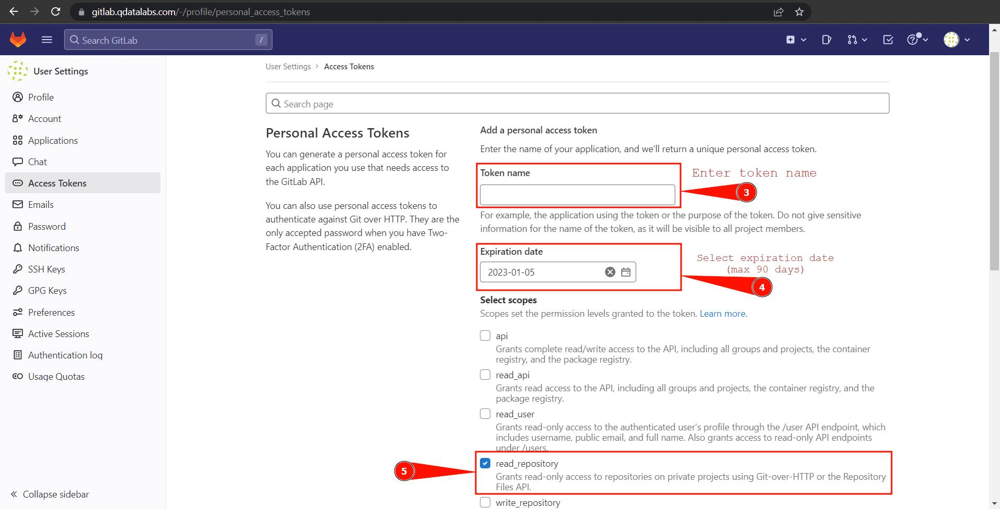 gitlab.qdatalabs.com/-/profile/personal_access_tokens
Search GitLab /
User Settings
Profile
Account
Applications
Chat
Access Tokens
Emails
Password
Notifications
SSH Keys
GPG Keys
Preferences
Active Sessions
Authentication log
Usage Quotas
Collapse sidebar
User Settings > Access Tokens
Search page
Personal Access Tokens
You can generate a personal access token for
each application you use that needs access to
the GitLab API.
You can also use personal access tokens to
authenticate against Git over HTTP. They are the
only accepted password when you have Two-
Factor Authentication (2FA) enabled.
Add a personal access token
Enter the name of your application, and we'll return a unique personal access token.
Token name
Enter token name
3
For example, the application using the token or the purpose of the token. Do not give sensitive
information for the name of the token, as it will be visible to all project members.
Expiration date
2023-01-05
Select expiration date
(max 90 days)
4
Select scopes
Scopes set the permission levels granted to the token. Learn more.
api
Grants complete read/write access to the API, including all groups and projects, the container
registry, and the package registry.
read_api
Grants read access to the API, including all groups and projects, the container registry, and the
package registry.
read_user
Grants read-only access to the authenticated user's profile through the /user API endpoint, which
includes username, public email, and full name. Also grants access to read-only API endpoints
under /users.
5
read_repository
Grants read-only access to repositories on private projects using Git-over-HTTP or the Repository
Files API.
write_repository